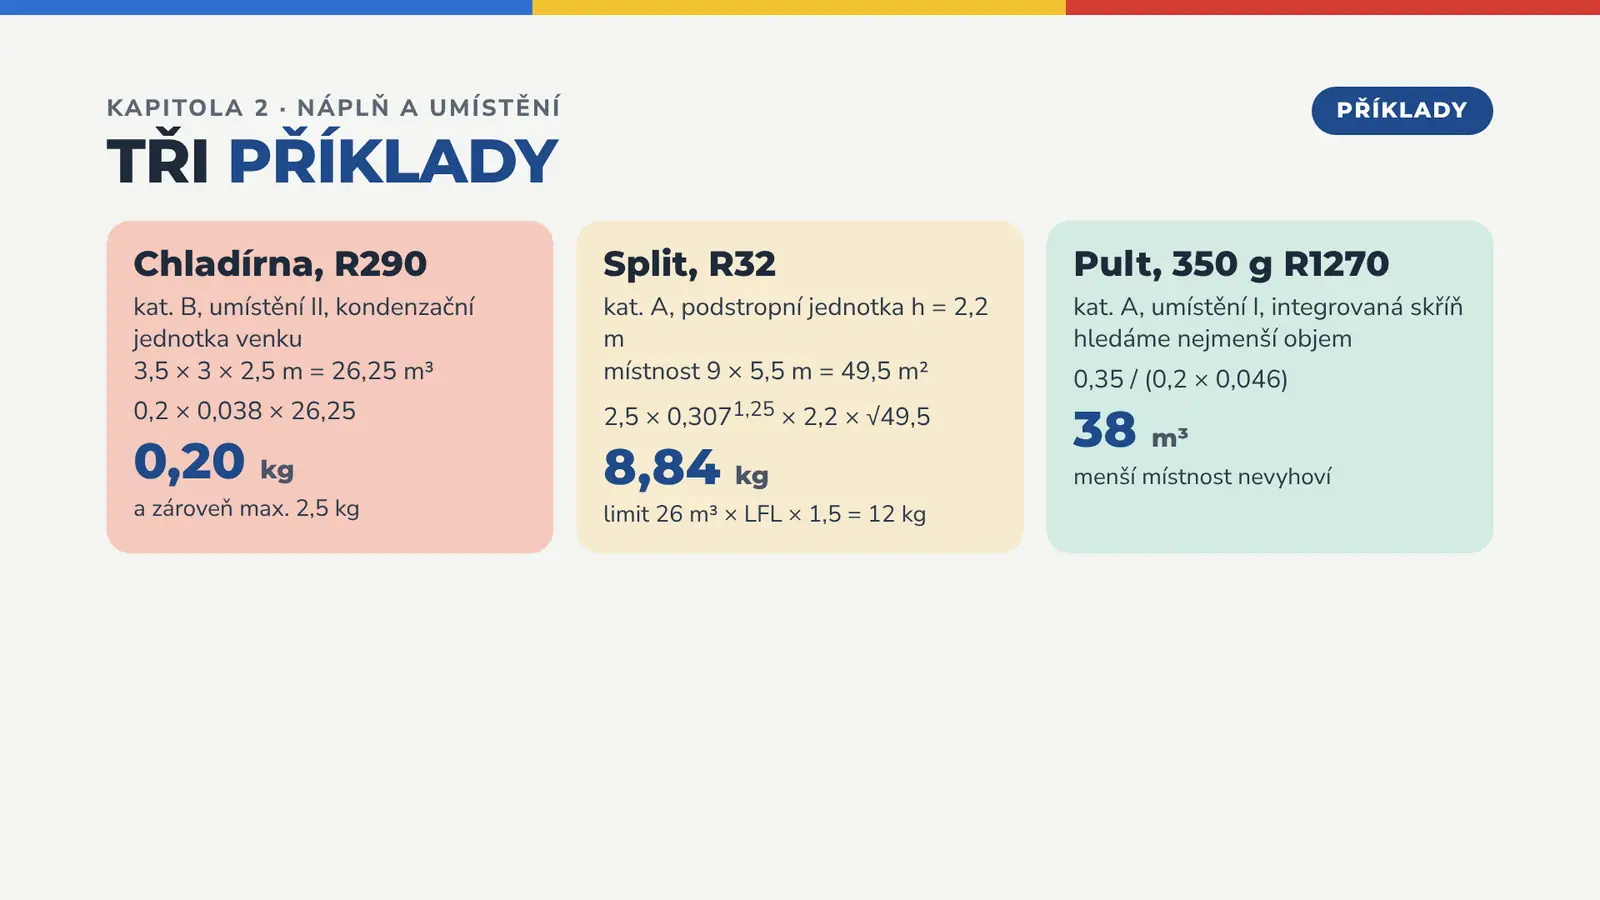 KAPITOLA 2 · NÁPLŇ A UMÍSTĚNÍ
PŘÍKLADY
TŘI PŘÍKLADY
Chladírna, R290
kat. B, umístění II, kondenzační
jednotka venku
3,5 × 3 × 2,5 m = 26,25 m³
0,2 × 0,038 × 26,25
0,20 kg
a zároveň max. 2,5 kg
Split, R32
kat. A, podstropní jednotka h = 2,2
m
místnost 9 × 5,5 m = 49,5 m²
2,5 × 0,307^1,25 × 2,2 × √49,5
8,84 kg
limit 26 m³ × LFL × 1,5 = 12 kg
Pult, 350 g R1270
kat. A, umístění I, integrovaná skříň
hledáme nejmenší objem
0,35 / (0,2 × 0,046)
38 m³
menší místnost nevyhoví